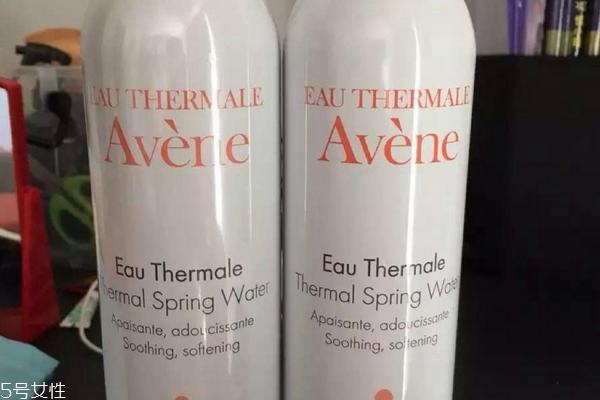 EAU THERMALE
Avène
Eau Thermale
Thermal Spring Water
Apaisante, adoucissante
Soothing, softening
EAU THERMALE
Avène
Eau Thermale
Thermal Spring Water
Apaisante, adoucissante
Soothing, softening
5号女性